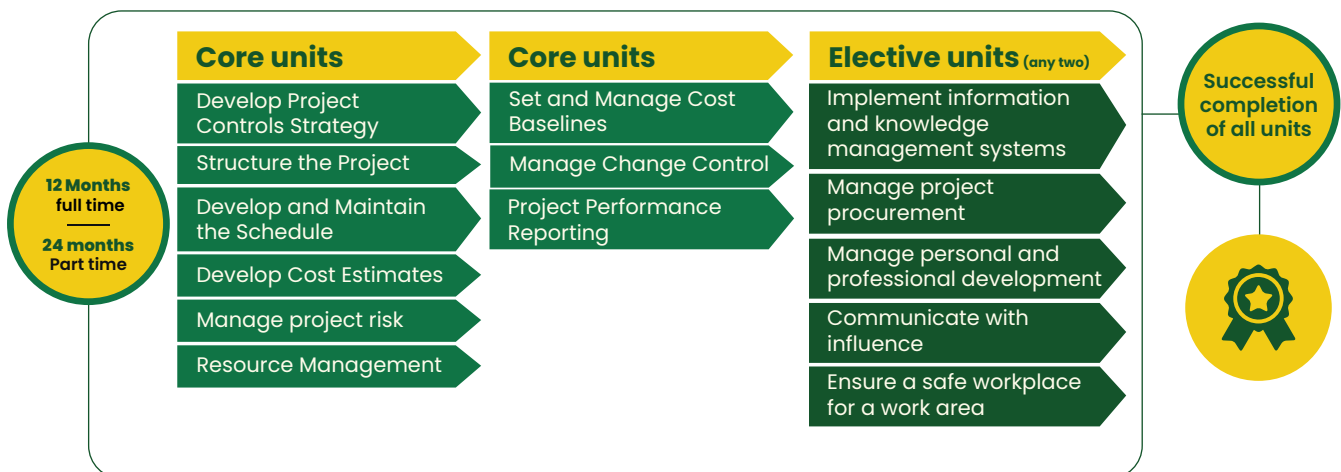 12 Months
full time
24 months
Part time
Core units
Develop Project
Controls Strategy
Structure the Project
Develop and Maintain
the Schedule
Develop Cost Estimates
Manage project risk
Resource Management
Core units
Set and Manage Cost
Baselines
Manage Change Control
Project Performance
Reporting
Elective units (any two)
Implement information
and knowledge
management systems
Manage project
procurement
Manage personal and
professional development
Communicate with
influence
Ensure a safe workplace
for a work area
Successful
completion
of all units